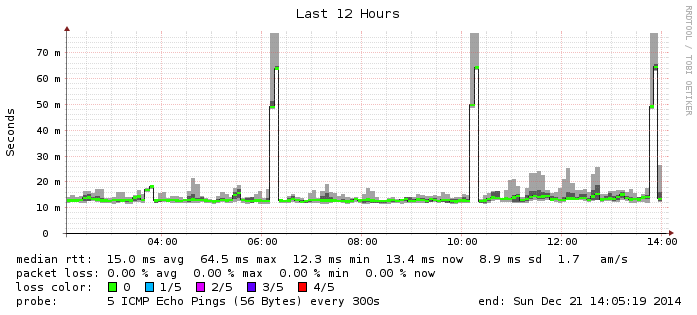 Last 12 Hours
RRDTOOL / TOBI OETIKER
Seconds
70 m
60 m
50 m
40 m
30 m
20 m
10 m
0
04:00 06:00 08:00 10:00 12:00 14:00
median rtt: 15.0 ms avg 64.5 ms max 12.3 ms min 13.4 ms now 8.9 ms sd 1.7 am/s
packet loss: 0.00 % avg 0.00 % max 0.00 % min 0.00 % now
loss color: 0 1/5 2/5 3/5 4/5
probe: 5 ICMP Echo Pings (56 Bytes) every 300s end: Sun Dec 21 14:05:19 2014